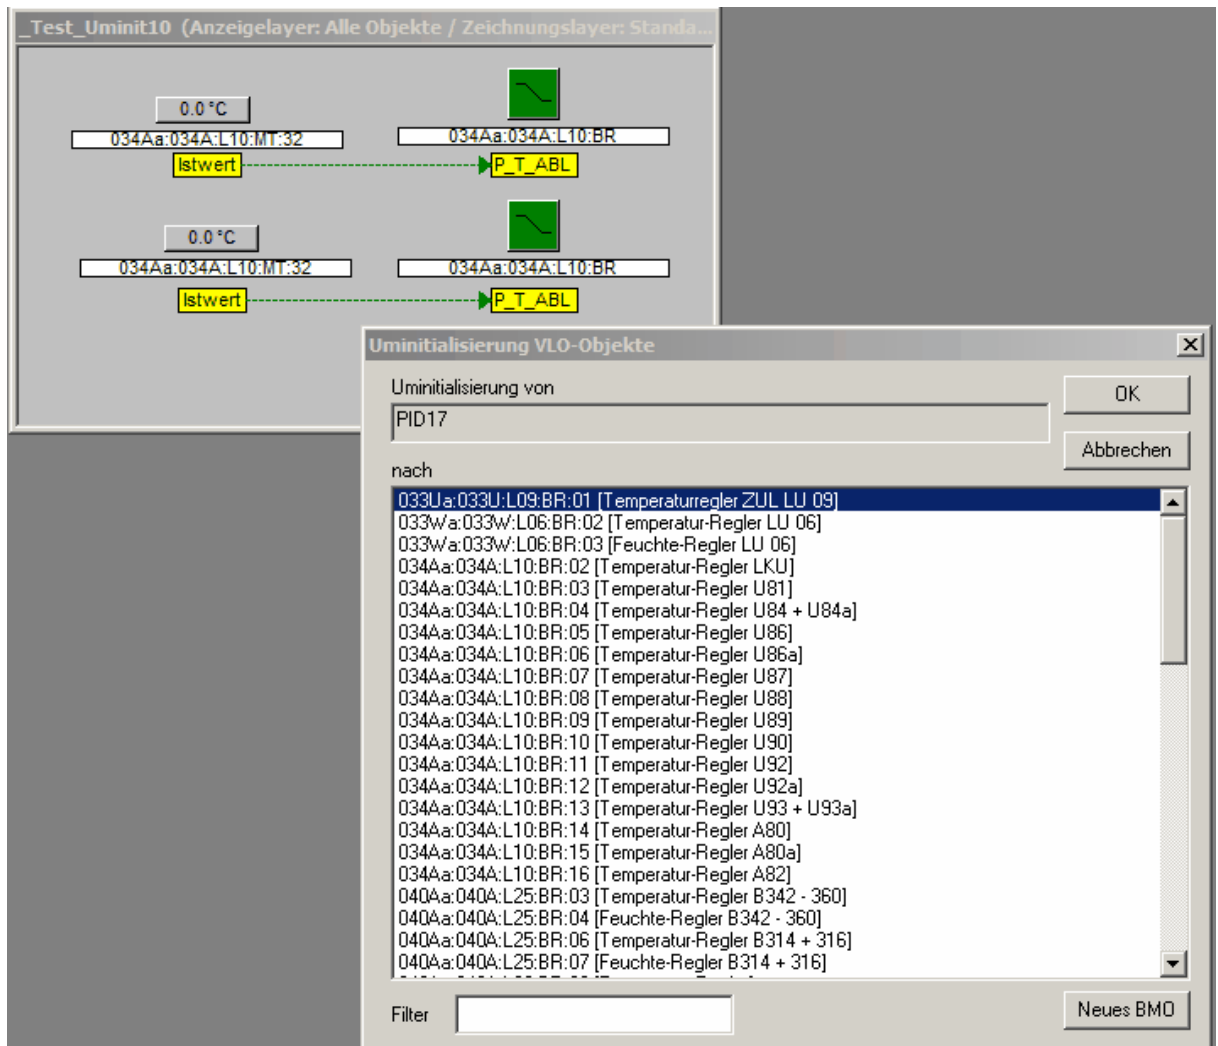 _Test_Uminit10 (Anzeigelayer: Alle Objekte / Zeichnungslayer: Standa...
0.0 °C
034Aa:034A:L10:MT:32
034Aa:034A:L10:BR
Istwert
P_T_ABL
0.0 °C
034Aa:034A:L10:MT:32
034Aa:034A:L10:BR
Istwert
P_T_ABL
Uminitialisierung VLO-Objekte
Uminitialisierung von
OK
PID17
Abbrechen
nach
033Ua:033U:L09:BR:01 [Temperaturregler ZUL LU 09]
033Wa:033W:L06:BR:02 [Temperatur-Regler LU 06]
033Wa:033W:L06:BR:03 [Feuchte-Regler LU 06]
034Aa:034A:L10:BR:02 [Temperatur-Regler LKU]
034Aa:034A:L10:BR:03 [Temperatur-Regler U81]
034Aa:034A:L10:BR:04 [Temperatur-Regler U84 + U84a]
034Aa:034A:L10:BR:05 [Temperatur-Regler U86]
034Aa:034A:L10:BR:06 [Temperatur-Regler U86a]
034Aa:034A:L10:BR:07 [Temperatur-Regler U87]
034Aa:034A:L10:BR:08 [Temperatur-Regler U88]
034Aa:034A:L10:BR:09 [Temperatur-Regler U89]
034Aa:034A:L10:BR:10 [Temperatur-Regler U90]
034Aa:034A:L10:BR:11 [Temperatur-Regler U92]
034Aa:034A:L10:BR:12 [Temperatur-Regler U92a]
034Aa:034A:L10:BR:13 [Temperatur-Regler U93 + U93a]
034Aa:034A:L10:BR:14 [Temperatur-Regler A80]
034Aa:034A:L10:BR:15 [Temperatur-Regler A80a]
034Aa:034A:L10:BR:16 [Temperatur-Regler A82]
040Aa:040A:L25:BR:03 [Temperatur-Regler B342 - 360]
040Aa:040A:L25:BR:04 [Feuchte-Regler B342 - 360]
040Aa:040A:L25:BR:06 [Temperatur-Regler B314 + 316]
040Aa:040A:L25:BR:07 [Feuchte-Regler B314 + 316]
Filter
Neues BMO